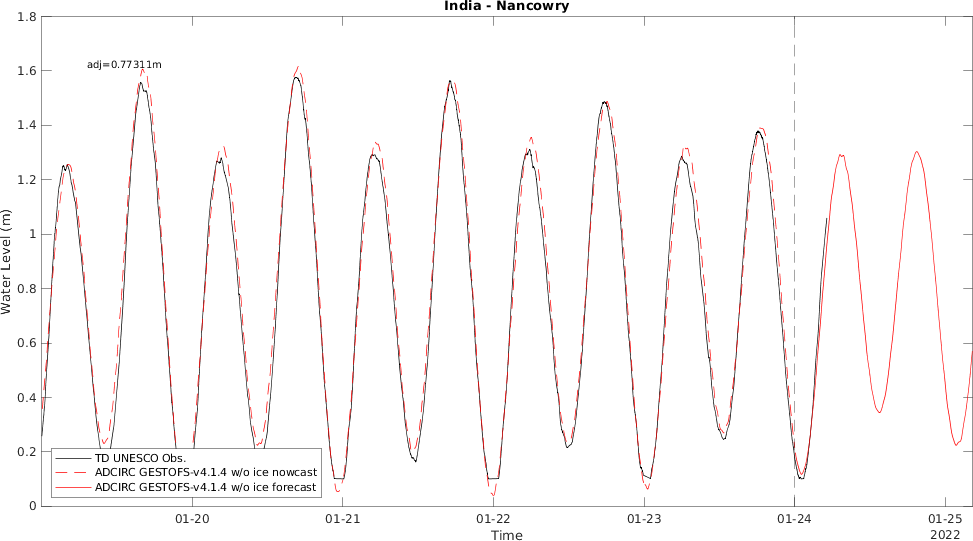 India - Nancowry
adj=0.77311m
Water Level (m)
1.8
1.6
1.4
1.2
1
0.8
0.6
0.4
0.2
0
TD UNESCO Obs.
ADCIRC GESTOFS-v4.1.4 w/o ice nowcast
ADCIRC GESTOFS-v4.1.4 w/o ice forecast
01-20 01-21 01-22 01-23 01-24 01-25
Time
2022